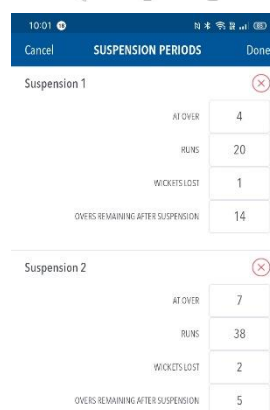 10:01
Cancel SUSPENSION PERIODS Done
Suspension 1
AT OVER 4
RUNS 20
WICKETS LOST 1
OVERS REMAINING AFTER SUSPENSION 14
Suspension 2
AT OVER 7
RUNS 38
WICKETS LOST 2
OVERS REMAINING AFTER SUSPENSION 5